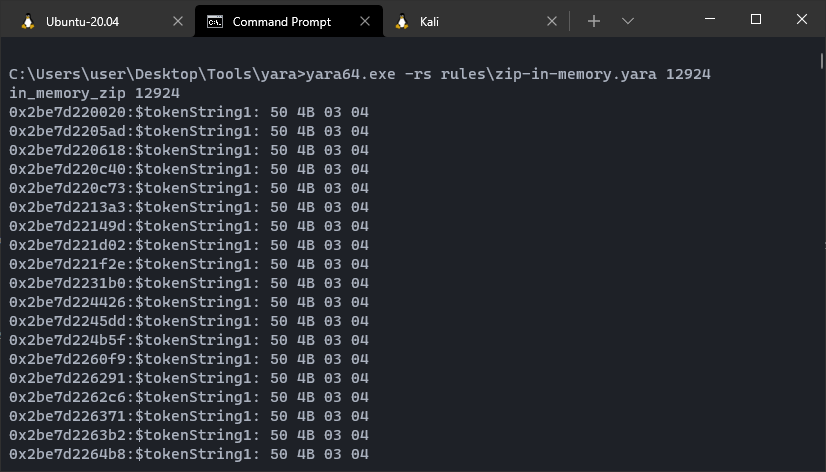 Ubuntu-20.04
Command Prompt
Kali
C:\Users\user\Desktop\Tools\yara>yara64.exe -rs rules\zip-in-memory.yara 12924
in_memory_zip 12924
0x2be7d220020:$tokenString1: 50 4B 03 04
0x2be7d2205ad:$tokenString1: 50 4B 03 04
0x2be7d220618:$tokenString1: 50 4B 03 04
0x2be7d220c40:$tokenString1: 50 4B 03 04
0x2be7d220c73:$tokenString1: 50 4B 03 04
0x2be7d2213a3:$tokenString1: 50 4B 03 04
0x2be7d22149d:$tokenString1: 50 4B 03 04
0x2be7d221d02:$tokenString1: 50 4B 03 04
0x2be7d221f2e:$tokenString1: 50 4B 03 04
0x2be7d2231b0:$tokenString1: 50 4B 03 04
0x2be7d224426:$tokenString1: 50 4B 03 04
0x2be7d2245dd:$tokenString1: 50 4B 03 04
0x2be7d224b5f:$tokenString1: 50 4B 03 04
0x2be7d2260f9:$tokenString1: 50 4B 03 04
0x2be7d226291:$tokenString1: 50 4B 03 04
0x2be7d2262c6:$tokenString1: 50 4B 03 04
0x2be7d226371:$tokenString1: 50 4B 03 04
0x2be7d2263b2:$tokenString1: 50 4B 03 04
0x2be7d2264b8:$tokenString1: 50 4B 03 04